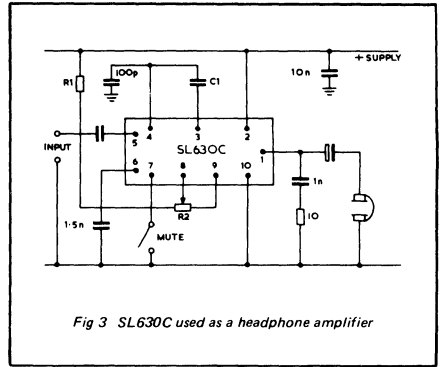 + SUPPLY
R1
100p
C1
10n
4
3
2
SL630C
1
5
INPUT
6
7
8
9
10
1n
R2
1·5n
10
MUTE
Fig 3 SL630C used as a headphone amplifier